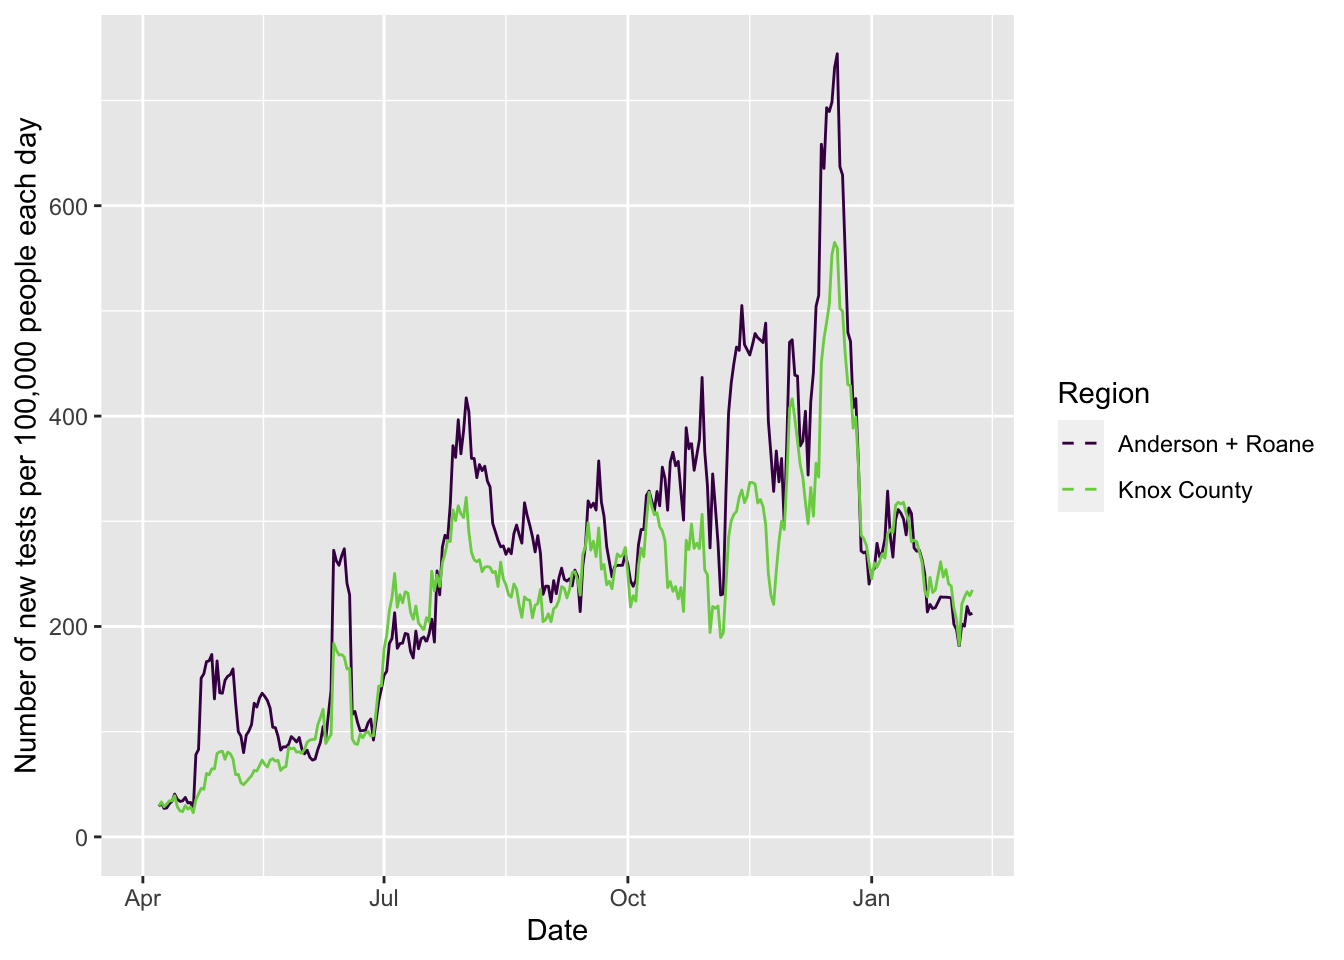 Number of new tests per 100,000 people each day
600
400
200
0
Apr
Jul
Oct
Jan
Date
Region
Anderson + Roane
Knox County